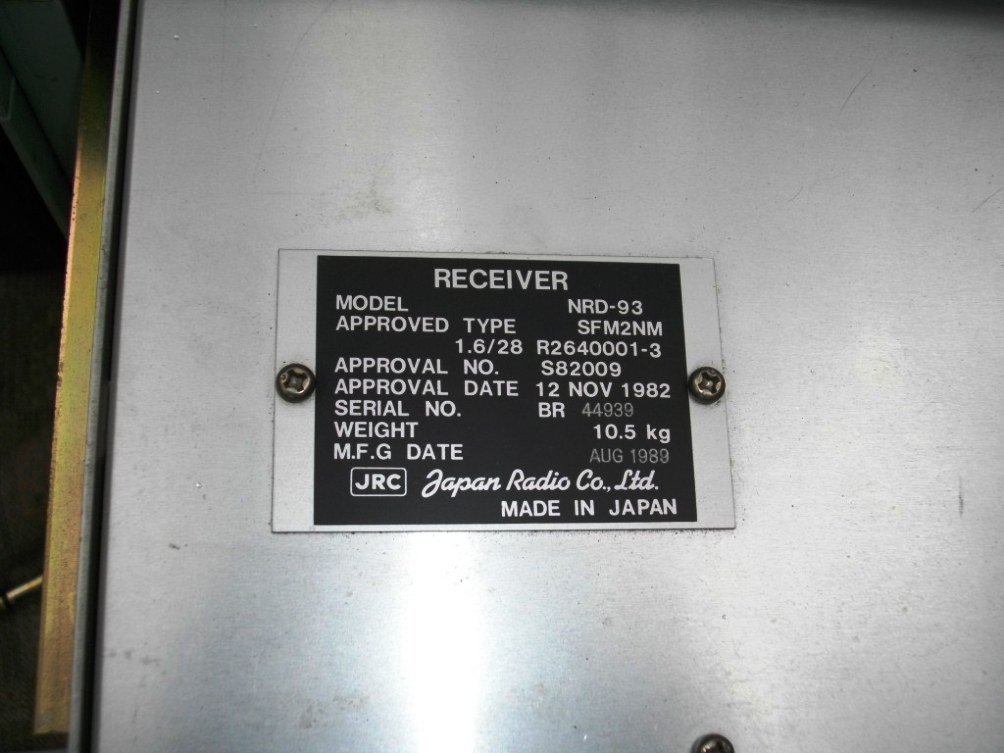 RECEIVER
MODEL NRD-93
APPROVED TYPE SFM2NM
1.6/28 R2640001-3
APPROVAL NO. S82009
APPROVAL DATE 12 NOV 1982
SERIAL NO. BR 44939
WEIGHT 10.5 kg
M.F.G DATE AUG 1989
JRC Japan Radio Co., Ltd.
MADE IN JAPAN